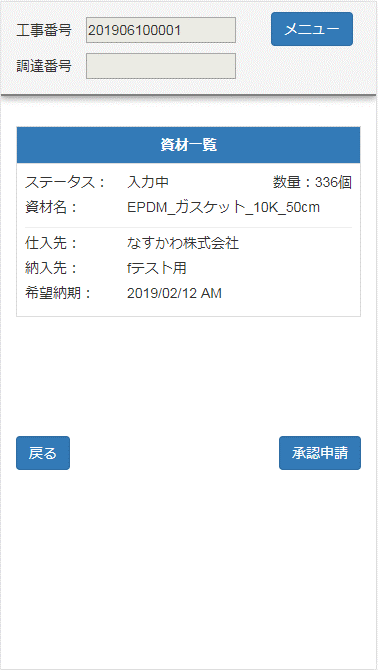 工事番号 201906100001 メニュー
調達番号
資材一覧
ステータス： 入力中 数量：336個
資材名： EPDM_ガスケット_10K_50cm
仕入先： なすかわ株式会社
納入先： fテスト用
希望納期： 2019/02/12 AM
戻る 承認申請